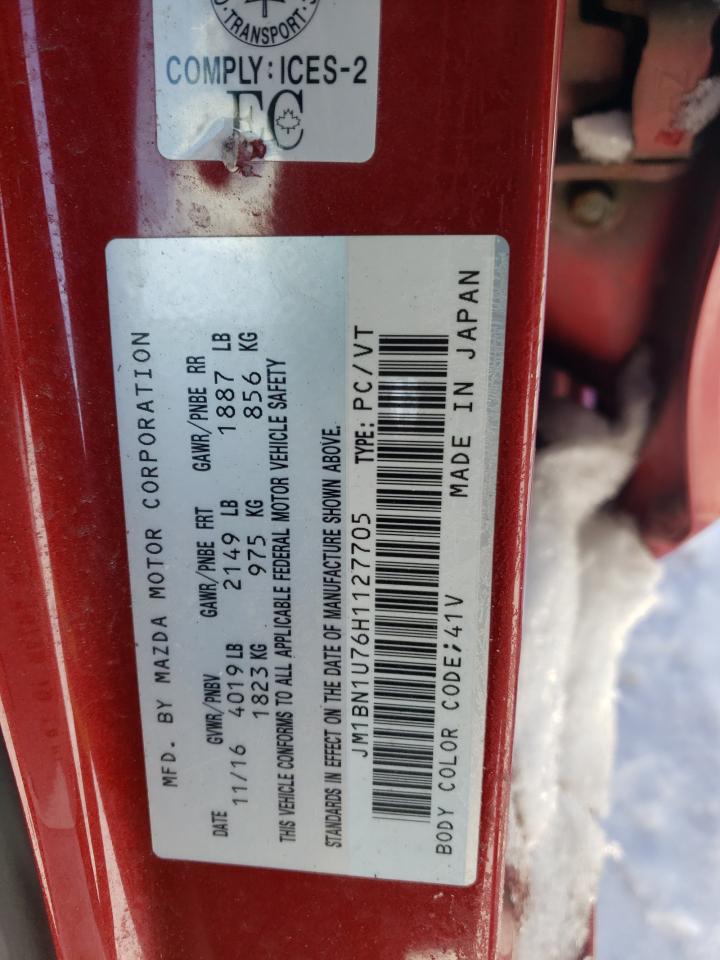 TRANSPORT
COMPLY:ICES-2
EC
MFD. BY MAZDA MOTOR CORPORATION
DATE GVWR/PNBV GAWR/PNBE FRT GAWR/PNBE RR
11/16 4019 LB 2149 LB 1887 LB
1823 KG 975 KG 856 KG
THIS VEHICLE CONFORMS TO ALL APPLICABLE FEDERAL MOTOR VEHICLE SAFETY
STANDARDS IN EFFECT ON THE DATE OF MANUFACTURE SHOWN ABOVE.
JM1BN1U76H1127705 TYPE: PC/VT
BODY COLOR CODE;41V MADE IN JAPAN